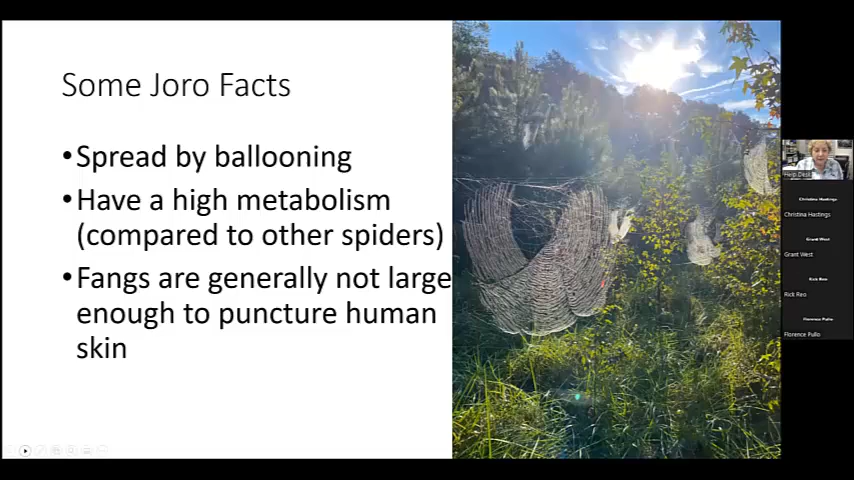 Some Joro Facts
•Spread by ballooning
•Have a high metabolism
(compared to other spiders)
•Fangs are generally not large
enough to puncture human
skin
Help Desk
Christina Hastings
Christina Hastings
Grant West
Grant West
Rick Reo
Rick Reo
Florence Pullo
Florence Pullo